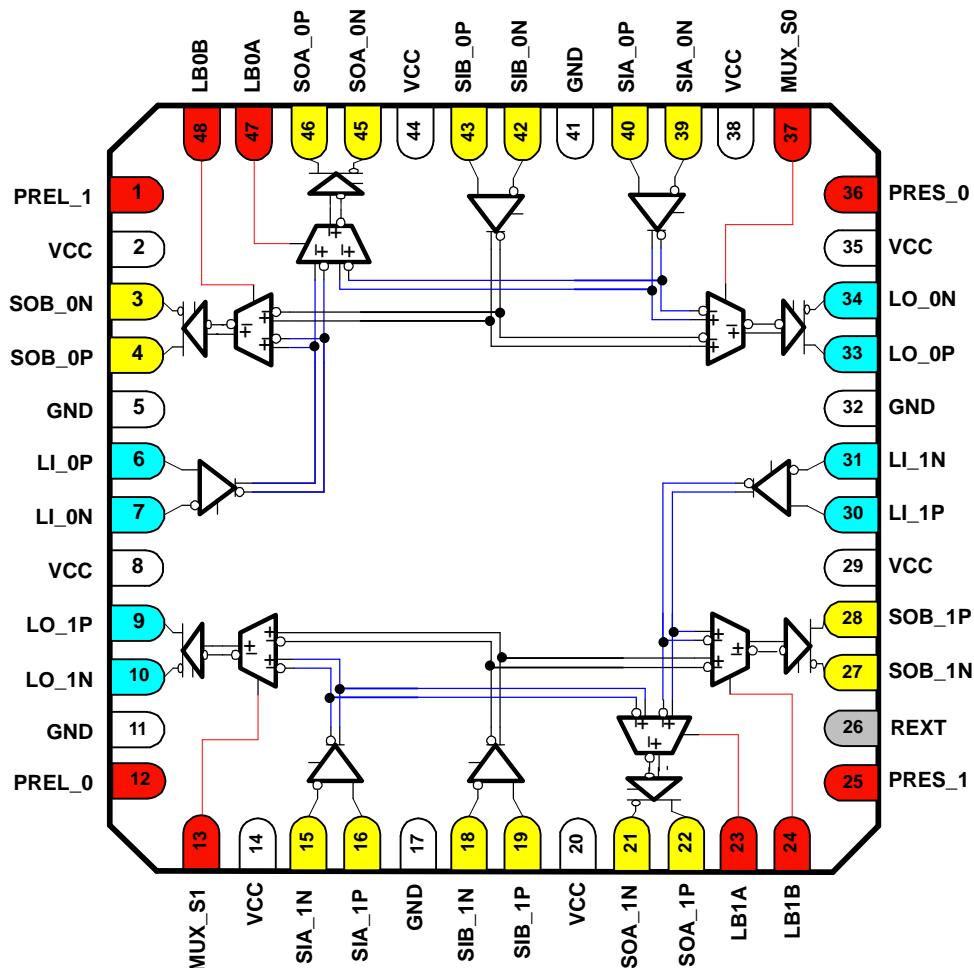 LB0B
LB0A
SOA_0P
SOA_0N
VCC
SIB_0P
SIB_0N
GND
SIA_0P
SIA_0N
VCC
MUX_S0
48
47
46
45
44
43
42
41
40
39
38
37
PREL_1 1
VCC 2
SOB_0N 3
SOB_0P 4
GND 5
LI_0P 6
LI_0N 7
VCC 8
LO_1P 9
LO_1N 10
GND 11
PREL_0 12
36 PRES_0
35 VCC
34 LO_0N
33 LO_0P
32 GND
31 LI_1N
30 LI_1P
29 VCC
28 SOB_1P
27 SOB_1N
26 REXT
25 PRES_1
13
14
15
16
17
18
19
20
21
22
23
24
MUX_S1
VCC
SIA_1N
SIA_1P
GND
SIB_1N
SIB_1P
VCC
SOA_1N
SOA_1P
LB1A
LB1B